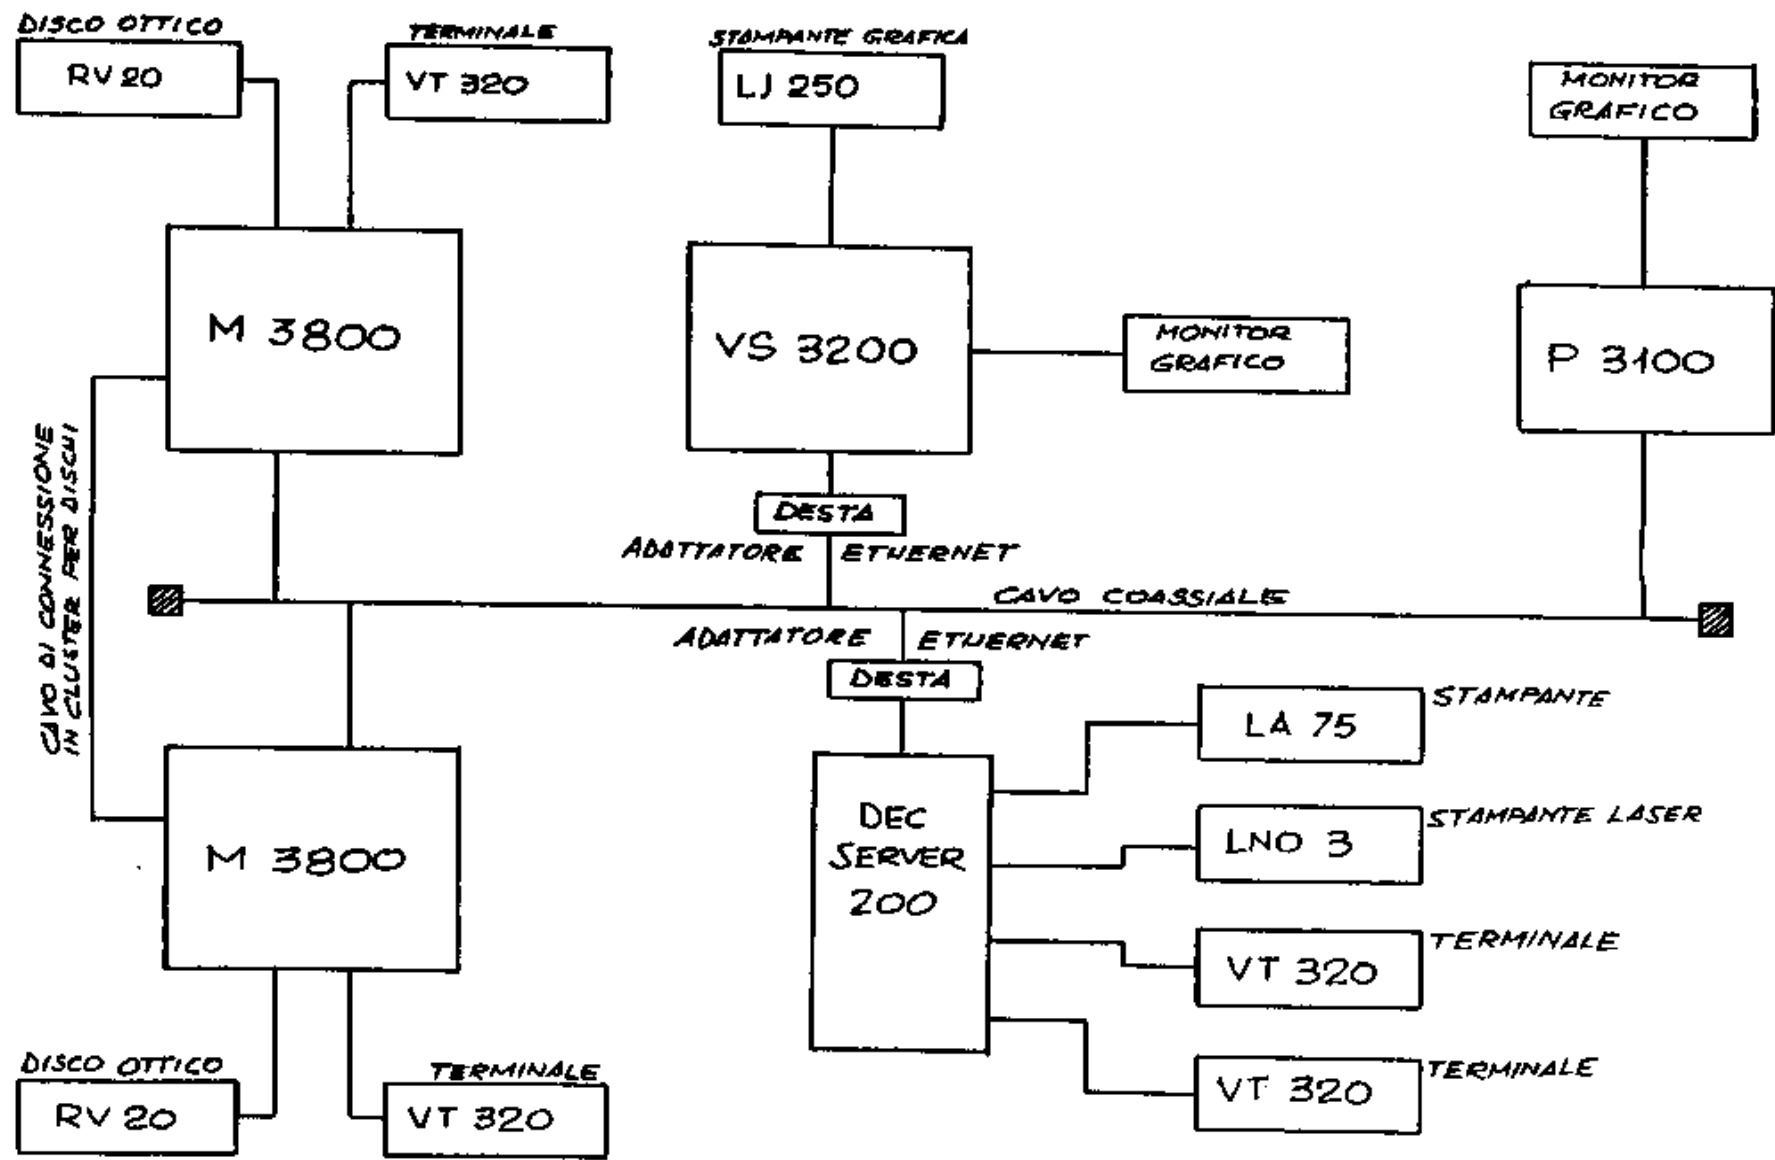 DISCO OTTICO
RV 20
TERMINALE
VT 320
STAMPANTE GRAFICA
LJ 250
MONITOR
GRAFICO
M 3800
VS 3200
MONITOR
GRAFICO
P 3100
CAVO DI CONNESSIONE
IN CLUSTER PER DISCHI
DESTA
ADATTATORE ETHERNET
CAVO COASSIALE
ADATTATORE ETHERNET
DESTA
M 3800
DEC
SERVER
200
LA 75
STAMPANTE
LNO 3
STAMPANTE LASER
VT 320
TERMINALE
VT 320
TERMINALE
DISCO OTTICO
RV 20
TERMINALE
VT 320